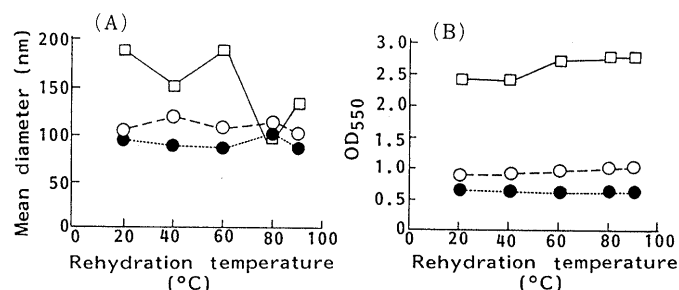 (A)
Mean diameter (nm)
200
150
100
50
0
0 20 40 60 80 100
Rehydration temperature
(°C)
(B)
OD550
3.0
2.5
2.0
1.5
1.0
0.5
0
0 20 40 60 80 100
Rehydration temperature
(°C)